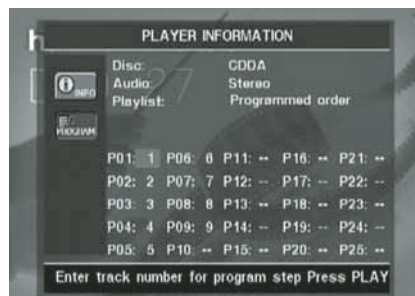 PLAYER INFORMATION
Disc: CDDA
Audio: Stereo
Playlist: Programmed order
INFO
PROGRAM
P01: 1 P06: 6 P11: -- P16: -- P21: --
P02: 2 P07: 7 P12: -- P17: -- P22: --
P03: 3 P08: 8 P13: -- P18: -- P23: --
P04: 4 P09: 9 P14: -- P19: -- P24: --
P05: 5 P10: -- P15: -- P20: -- P25: --
Enter track number for program step Press PLAY